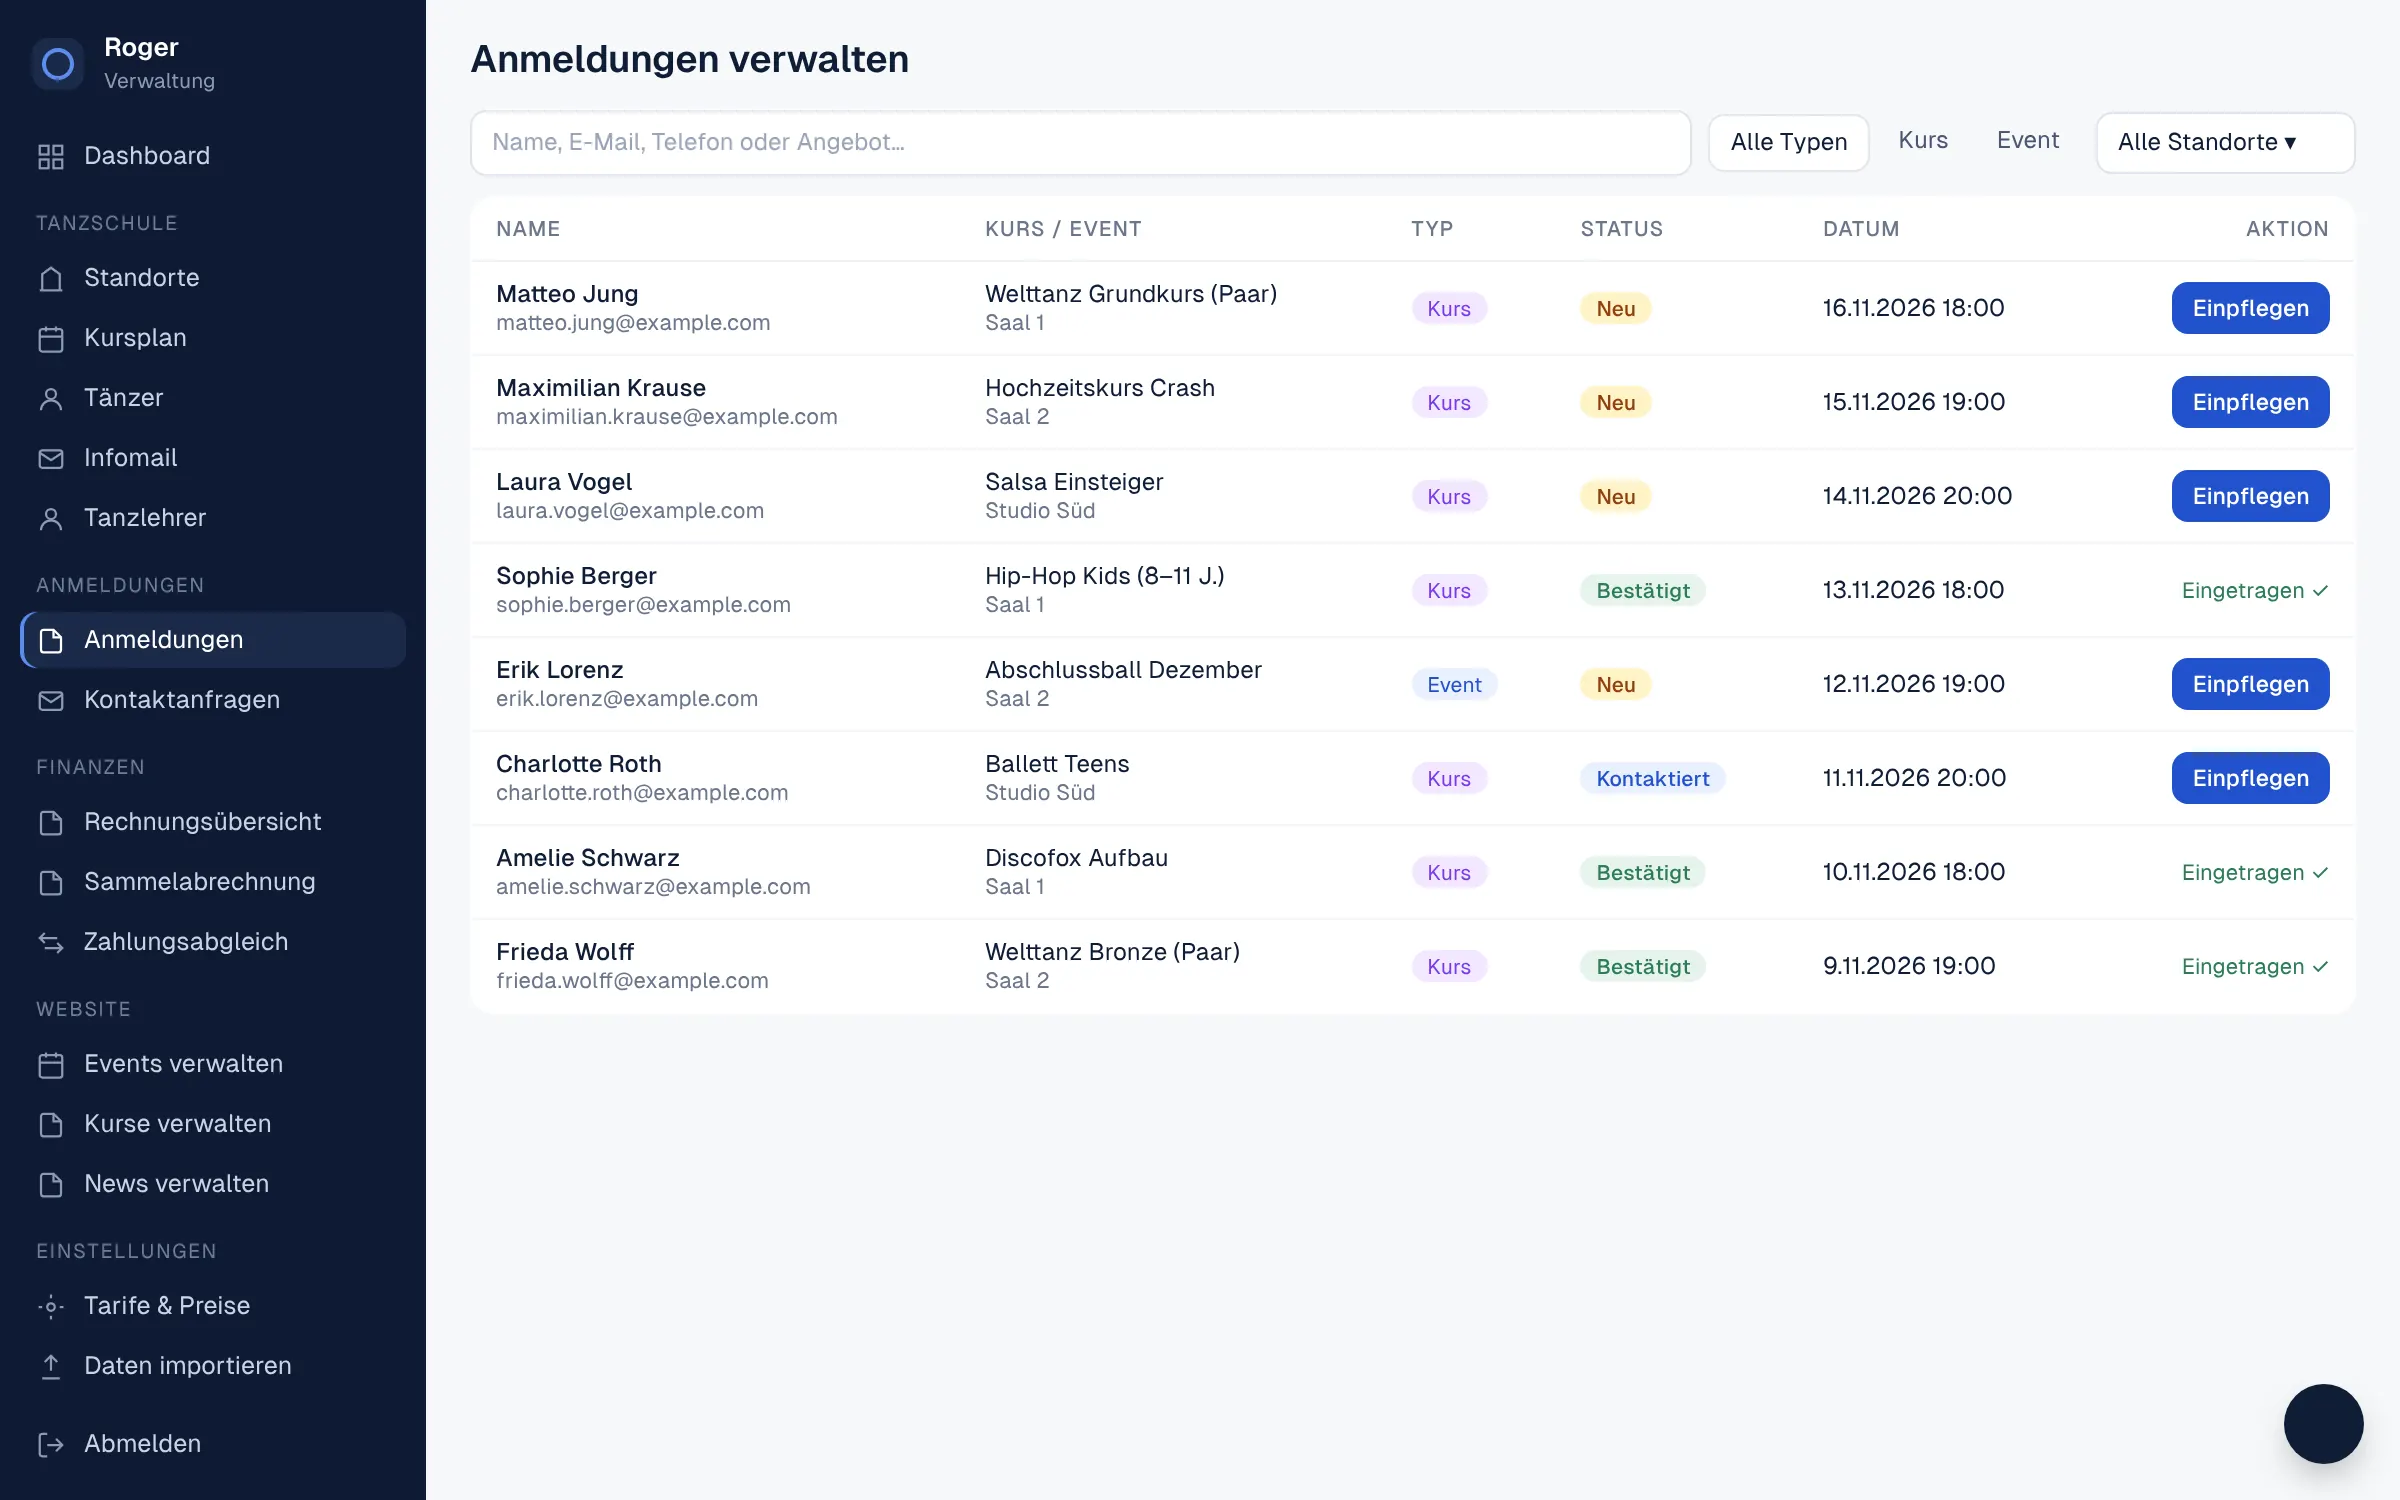 Roger
Verwaltung
Dashboard
TANZSCHULE
Standorte
Kursplan
Tänzer
Infomail
Tanzlehrer
ANMELDUNGEN
Anmeldungen
Kontaktanfragen
FINANZEN
Rechnungsübersicht
Sammelabrechnung
Zahlungsabgleich
WEBSITE
Events verwalten
Kurse verwalten
News verwalten
EINSTELLUNGEN
Tarife & Preise
Daten importieren
Abmelden
Anmeldungen verwalten
Name, E-Mail, Telefon oder Angebot… Alle Typen Kurs Event Alle Standorte ▾
NAME KURS / EVENT TYP STATUS DATUM AKTION
Matteo Jung Welttanz Grundkurs (Paar) Kurs Neu 16.11.2026 18:00 Einpflegen
matteo.jung@example.com Saal 1
Maximilian Krause Hochzeitskurs Crash Kurs Neu 15.11.2026 19:00 Einpflegen
maximilian.krause@example.com Saal 2
Laura Vogel Salsa Einsteiger Kurs Neu 14.11.2026 20:00 Einpflegen
laura.vogel@example.com Studio Süd
Sophie Berger Hip-Hop Kids (8–11 J.) Kurs Bestätigt 13.11.2026 18:00 Eingetragen ✓
sophie.berger@example.com Saal 1
Erik Lorenz Abschlussball Dezember Event Neu 12.11.2026 19:00 Einpflegen
erik.lorenz@example.com Saal 2
Charlotte Roth Ballett Teens Kurs Kontaktiert 11.11.2026 20:00 Einpflegen
charlotte.roth@example.com Studio Süd
Amelie Schwarz Discofox Aufbau Kurs Bestätigt 10.11.2026 18:00 Eingetragen ✓
amelie.schwarz@example.com Saal 1
Frieda Wolff Welttanz Bronze (Paar) Kurs Bestätigt 9.11.2026 19:00 Eingetragen ✓
frieda.wolff@example.com Saal 2